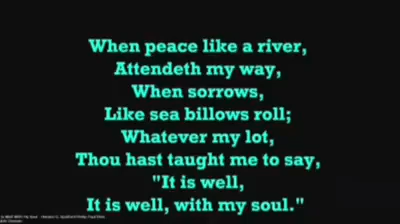 When peace like a river,
Attendeth my way,
When sorrows,
Like sea billows roll;
Whatever my lot,
Thou hast taught me to say,
"It is well,
It is well, with my soul."